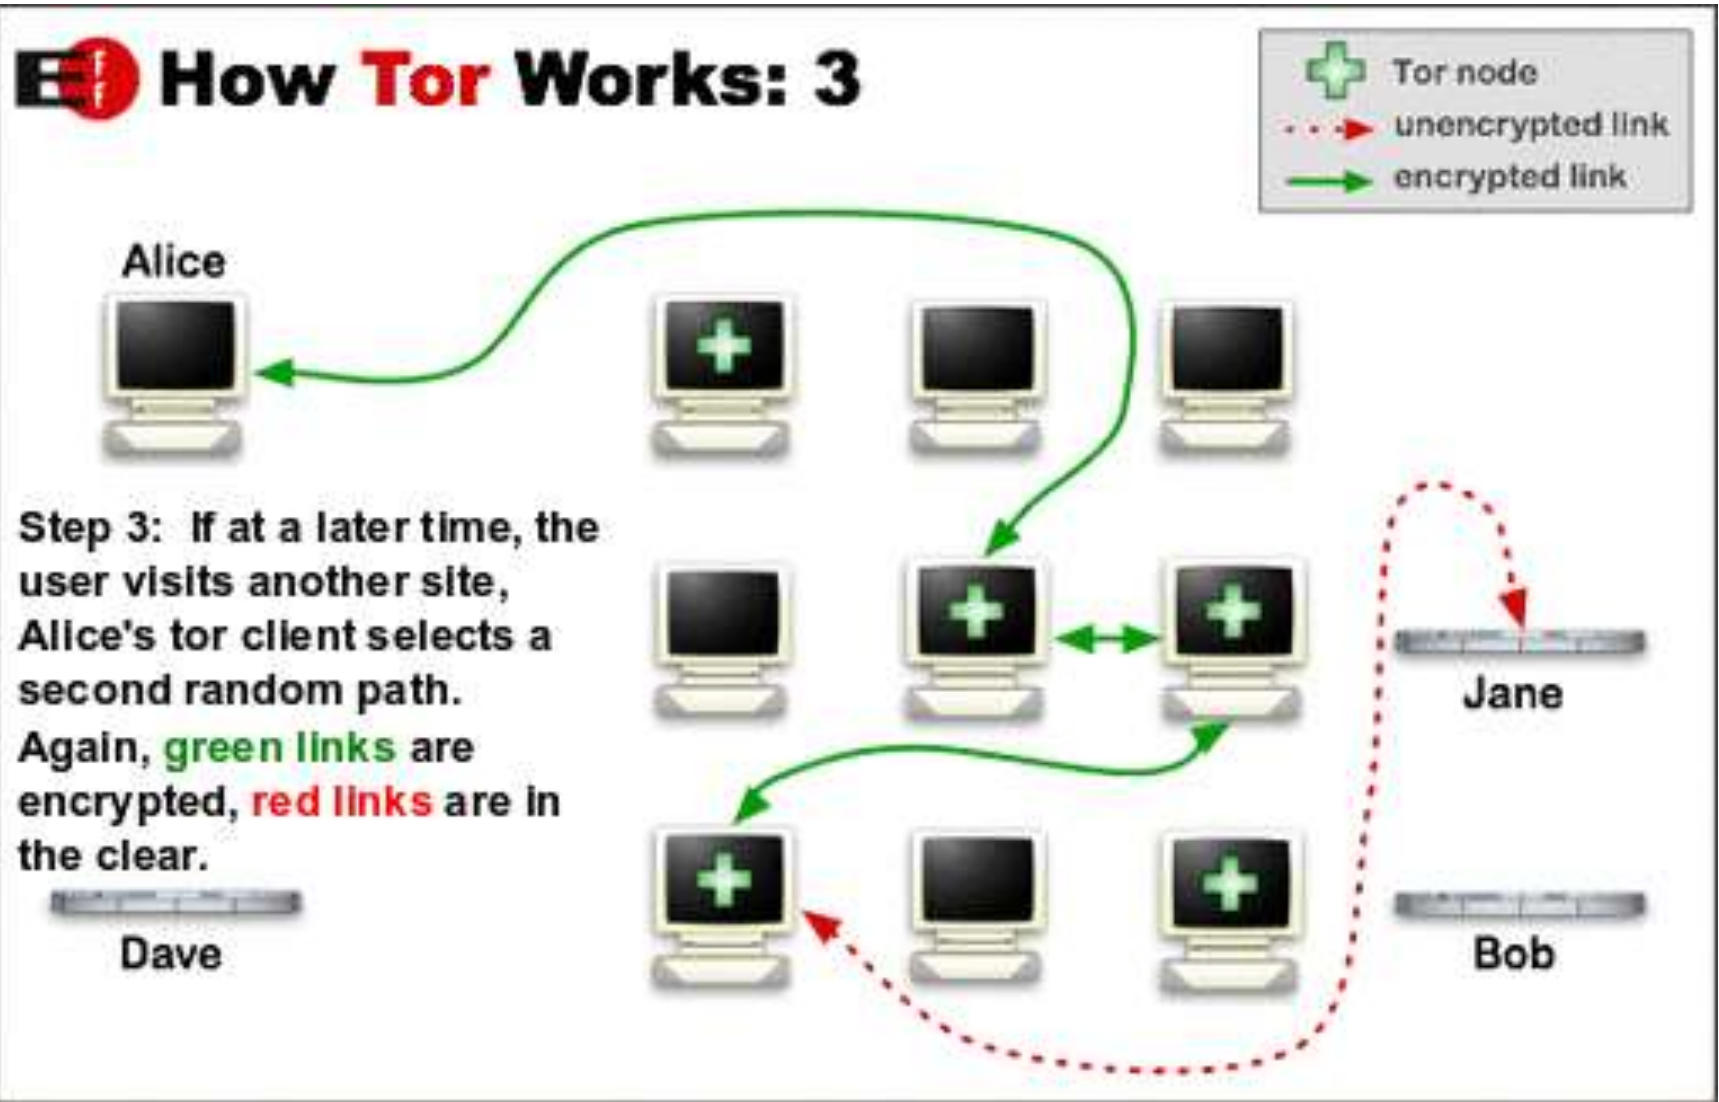 EFF How Tor Works: 3
Tor node
unencrypted link
encrypted link
Alice
Step 3: If at a later time, the
user visits another site,
Alice's tor client selects a
second random path.
Again, green links are
encrypted, red links are in
the clear.
Jane
Dave
Bob